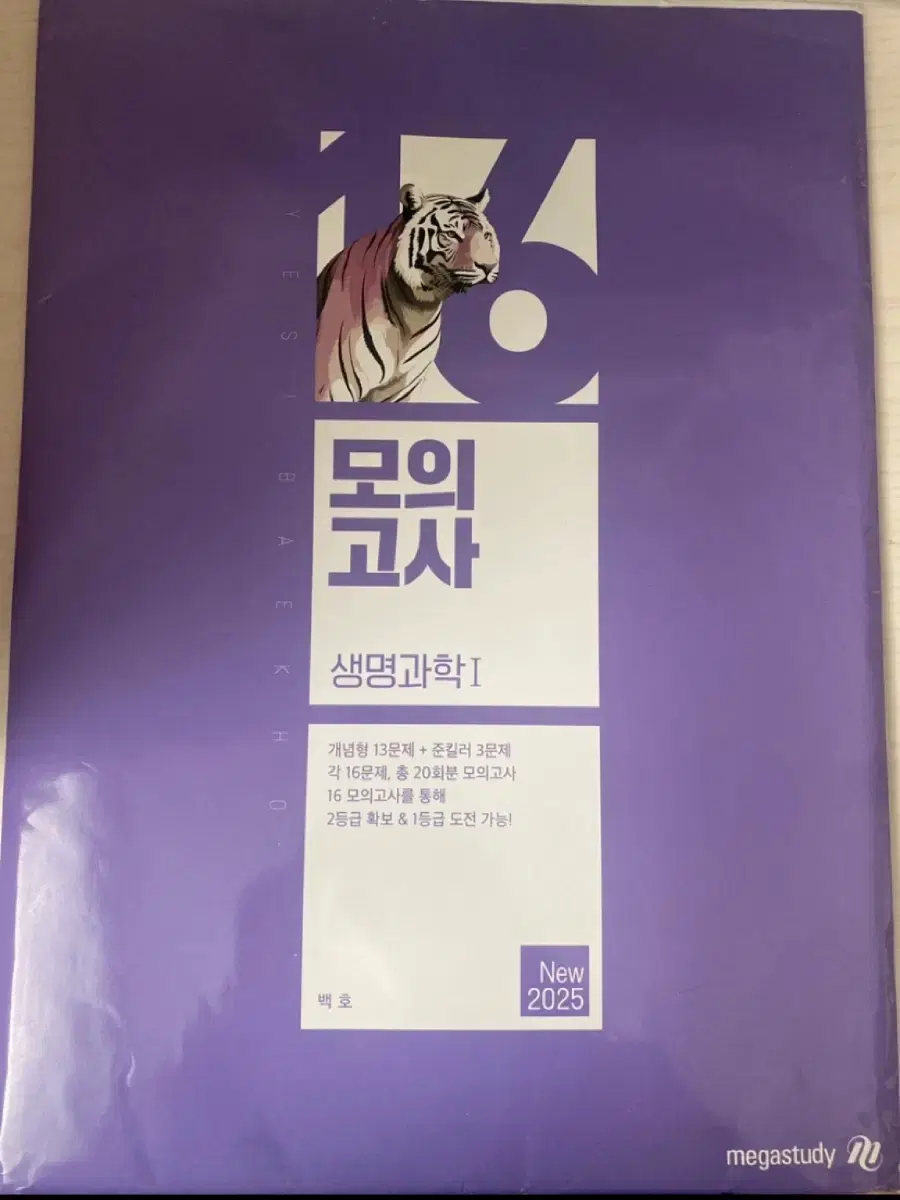 16
YES! BAEKHO
모의
고사
생명과학 I
개념형 13문제 + 준킬러 3문제
각 16문제, 총 20회분 모의고사
16 모의고사를 통해
2등급 확보 & 1등급 도전 가능!
백 호
New
2025
megastudy